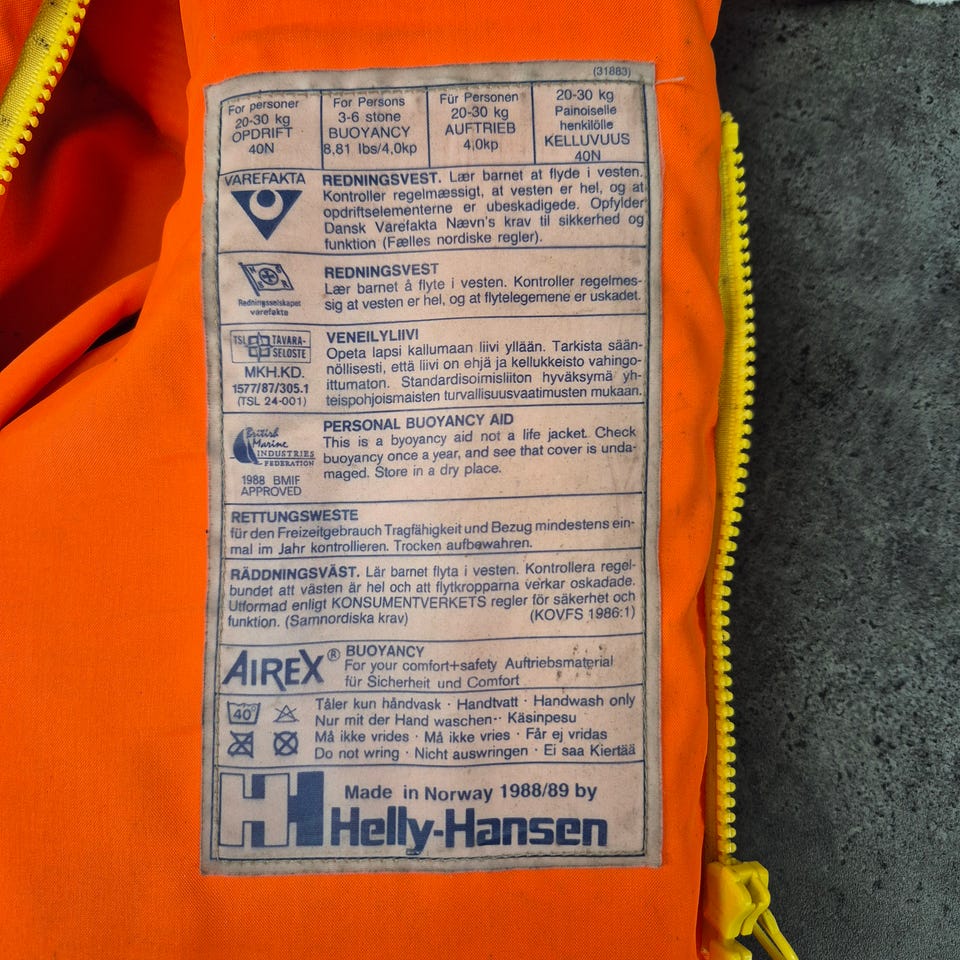 (31883)
For personer
20-30 kg
OPDRIFT
40N
For Persons
3-6 stone
BUOYANCY
8,81 lbs/4,0kp
Für Personen
20-30 kg
AUFTRIEB
4,0kp
20-30 kg
Painoiselle
henkilölle
KELLUVUUS
40N
VAREFAKTA
REDNINGSVEST. Lær barnet at flyde i vesten.
Kontroller regelmæssigt, at vesten er hel, og at
opdriftselementerne er ubeskadigede. Opfylder
Dansk Varefakta Nævn's krav til sikkerhed og
funktion (Fælles nordiske regler).
Redningsselskapet
varefakta
REDNINGSVEST
Lær barnet å flyte i vesten. Kontroller regelmes-
sig at vesten er hel, og at flytelegemene er uskadet.
TSL TAVARA-
SELOSTE
MKH.KD.
1577/87/305.1
(TSL 24-001)
VENEILYLIIVI
Opeta lapsi kallumaan liivi yllään. Tarkista sään-
nöllisesti, että liivi on ehjä ja kellukkeisto vahingo-
ittumaton. Standardisoimisliiton hyväksymä yh-
teispohjoismaisten turvallisuusvaatimusten mukaan.
British
Marine
INDUSTRIES
FEDERATION
1988 BMIF
APPROVED
PERSONAL BUOYANCY AID
This is a byoyancy aid not a life jacket. Check
buoyancy once a year, and see that cover is unda-
maged. Store in a dry place.
RETTUNGSWESTE
für den Freizeitgebrauch Tragfähigkeit und Bezug mindestens ein-
mal im Jahr kontrollieren. Trocken aufbewahren.
RÄDDNINGSVÄST. Lär barnet flyta i vesten. Kontrollera regel-
bundet att västen är hel och att flytkropparna verkar oskadade.
Utformad enligt KONSUMENTVERKETS regler för säkerhet och
funktion. (Samnordiska krav) (KOVFS 1986:1)
AIREX® BUOYANCY
For your comfort+safety Auftriebsmaterial
für Sicherheit und Comfort
40°
Tåler kun håndvask · Handtvatt · Handwash only
Nur mit der Hand waschen · Käsinpesu
Må ikke vrides · Må ikke vries · Får ej vridas
Do not wring · Nicht auswringen · Ei saa Kiertää
HH
Made in Norway 1988/89 by
Helly-Hansen